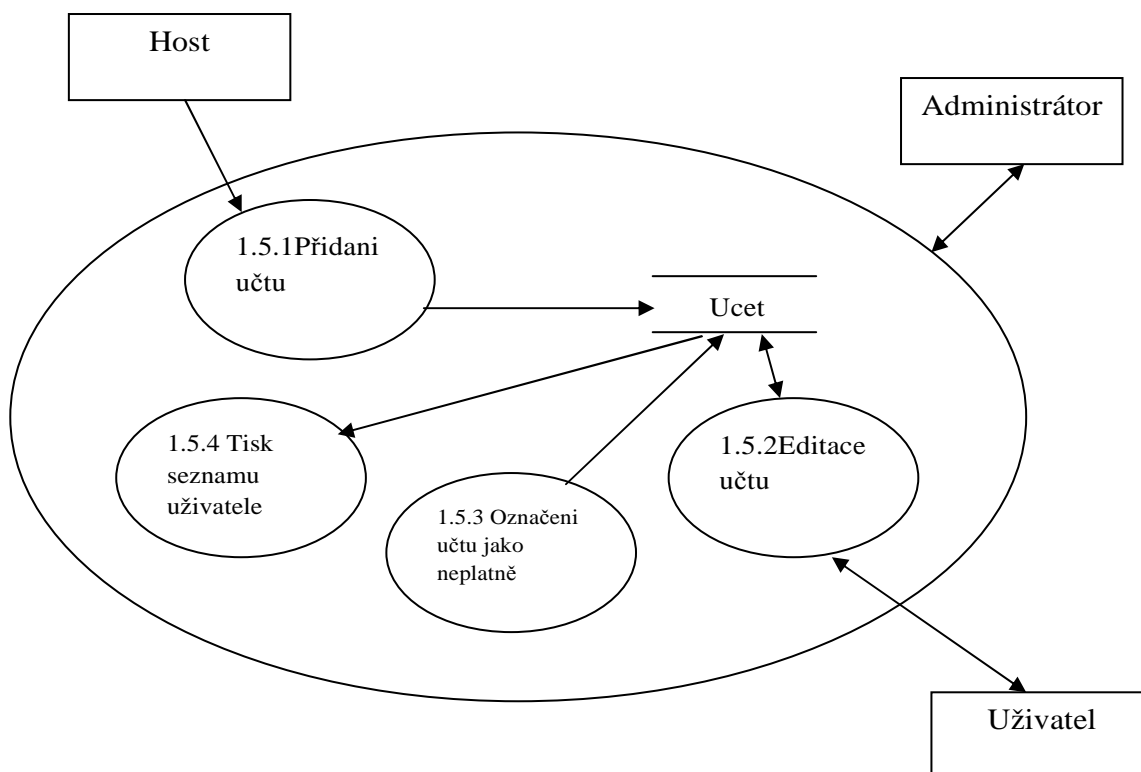 Host
Administrátor
1.5.1Přidani
učtu
Ucet
1.5.4 Tisk
seznamu
uživatele
1.5.3 Označeni
učtu jako
neplatně
1.5.2Editace
učtu
Uživatel